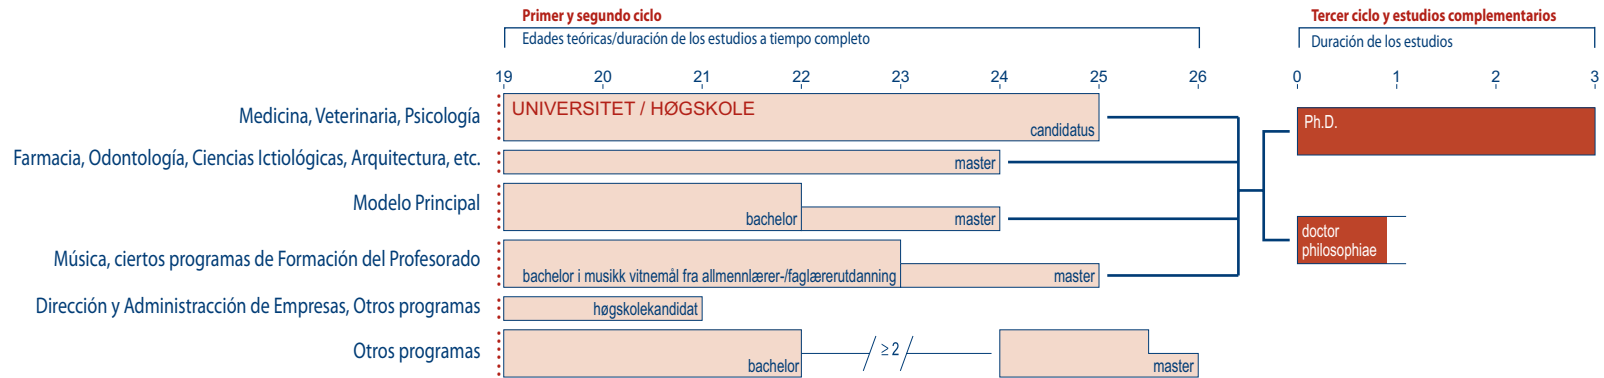 Primer y segundo ciclo
Edades teóricas/duración de los estudios a tiempo completo
Tercer ciclo y estudios complementarios
Duración de los estudios
19 20 21 22 23 24 25 26
0 1 2 3
Medicina, Veterinaria, Psicología
UNIVERSITET / HØGSKOLE
candidatus
Ph.D.
Farmacia, Odontología, Ciencias Ictiológicas, Arquitectura, etc.
master
Modelo Principal
bachelor
master
doctor
philosophiae
Música, ciertos programas de Formación del Profesorado
bachelor i musikk vitnemål fra allmennlærer-/faglærerutdanning
master
Dirección y Administracción de Empresas, Otros programas
høgskolekandidat
Otros programas
bachelor
≥ 2
master